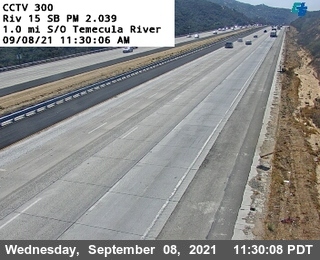 CCTV 300
Riv 15 SB PM 2.039
1.0 mi S/O Temecula River
09/08/21 11:30:06 AM
Wednesday, September 08, 2021 11:30:08 PDT